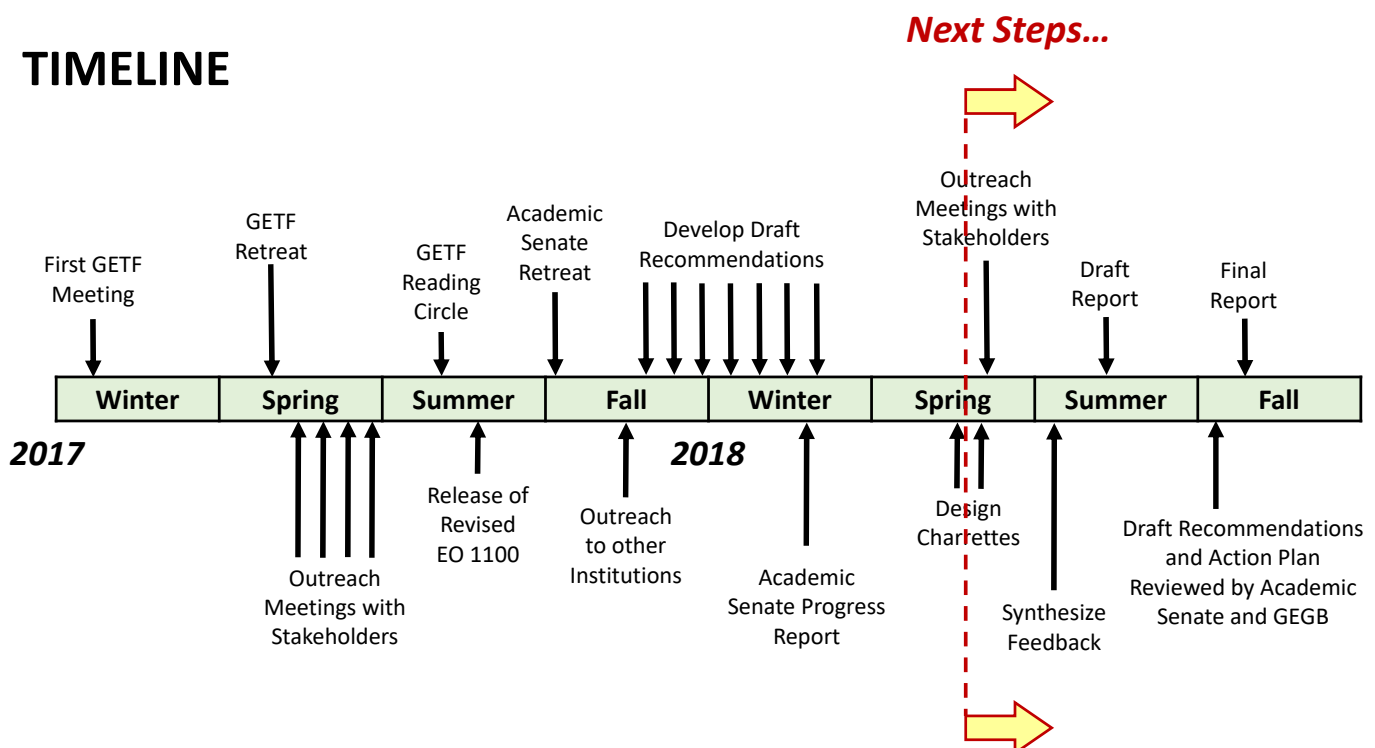 Next Steps…
TIMELINE
First GETF
Meeting
GETF
Retreat
GETF
Reading
Circle
Academic
Senate
Retreat
Develop Draft
Recommendations
Outreach
Meetings with
Stakeholders
Draft
Report
Final
Report
Winter
Spring
Summer
Fall
Winter
Spring
Summer
Fall
2017
2018
Outreach
Meetings with
Stakeholders
Release of
Revised
EO 1100
Outreach
to other
Institutions
Academic
Senate Progress
Report
Design
Charrettes
Synthesize
Feedback
Draft Recommendations
and Action Plan
Reviewed by Academic
Senate and GEGB